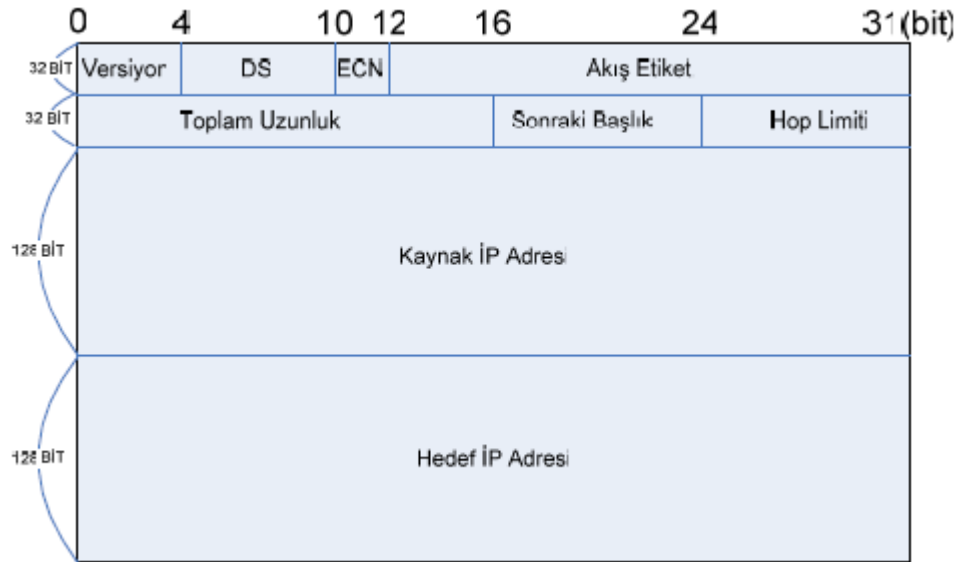 0 4 10 12 16 24 31(bit)
32 BİT Versiyon DS ECN Akış Etiket
32 BİT Toplam Uzunluk Sonraki Başlık Hop Limiti
128 BİT Kaynak İP Adresi
128 BİT Hedef İP Adresi